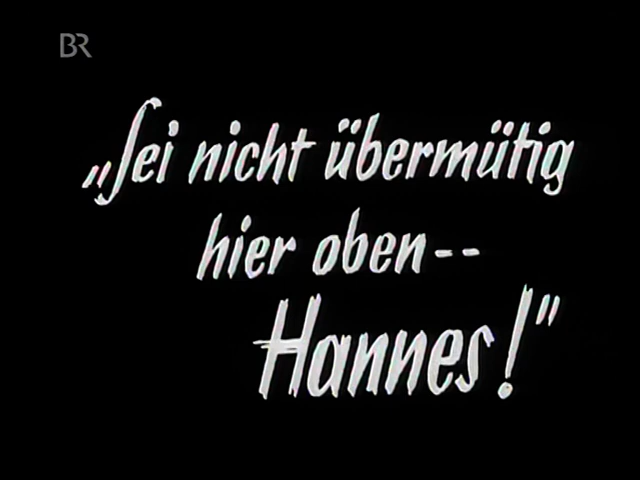 BR
„Sei nicht übermütig
hier oben--
Hannes!"